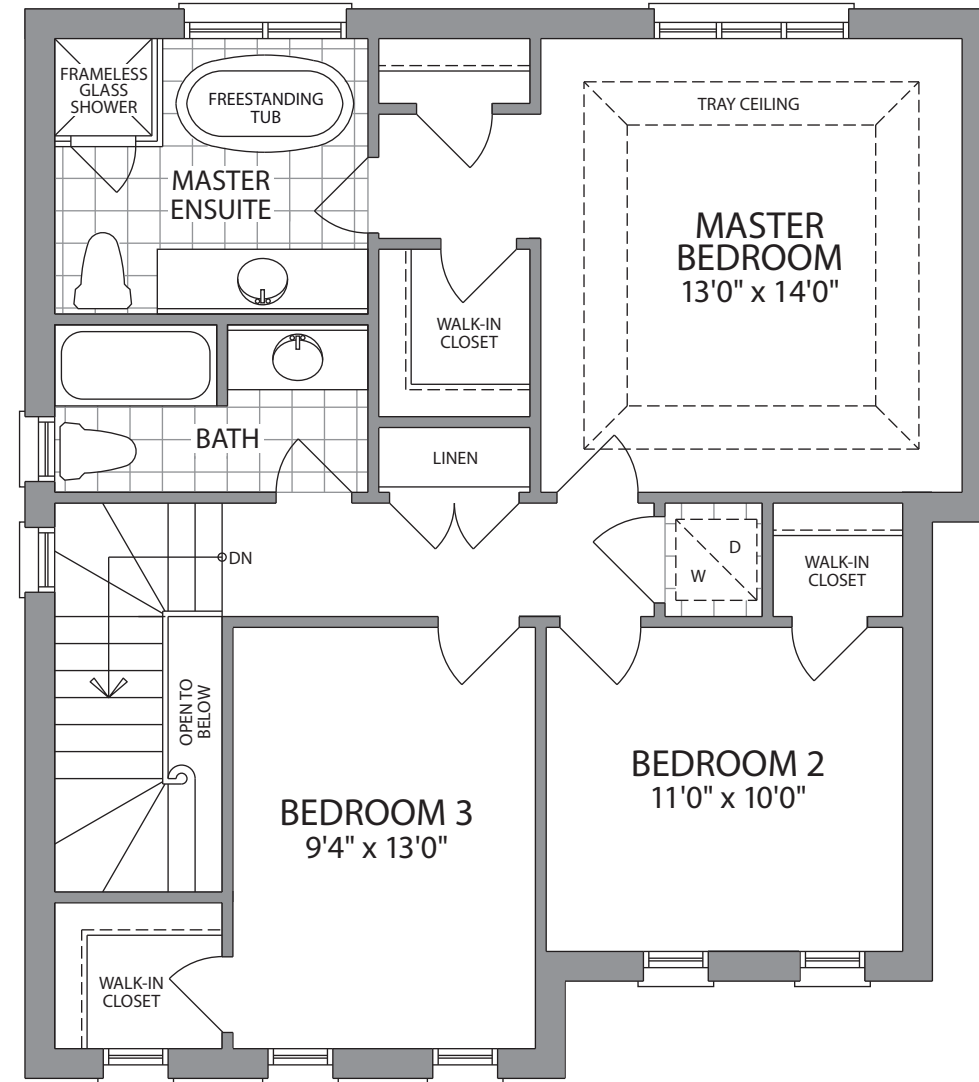 FRAMELESS
GLASS
SHOWER
FREESTANDING
TUB
MASTER
ENSUITE
TRAY CEILING
MASTER
BEDROOM
13'0" x 14'0"
WALK-IN
CLOSET
BATH
LINEN
DN
D
W
WALK-IN
CLOSET
OPEN TO
BELOW
BEDROOM 3
9'4" x 13'0"
BEDROOM 2
11'0" x 10'0"
WALK-IN
CLOSET